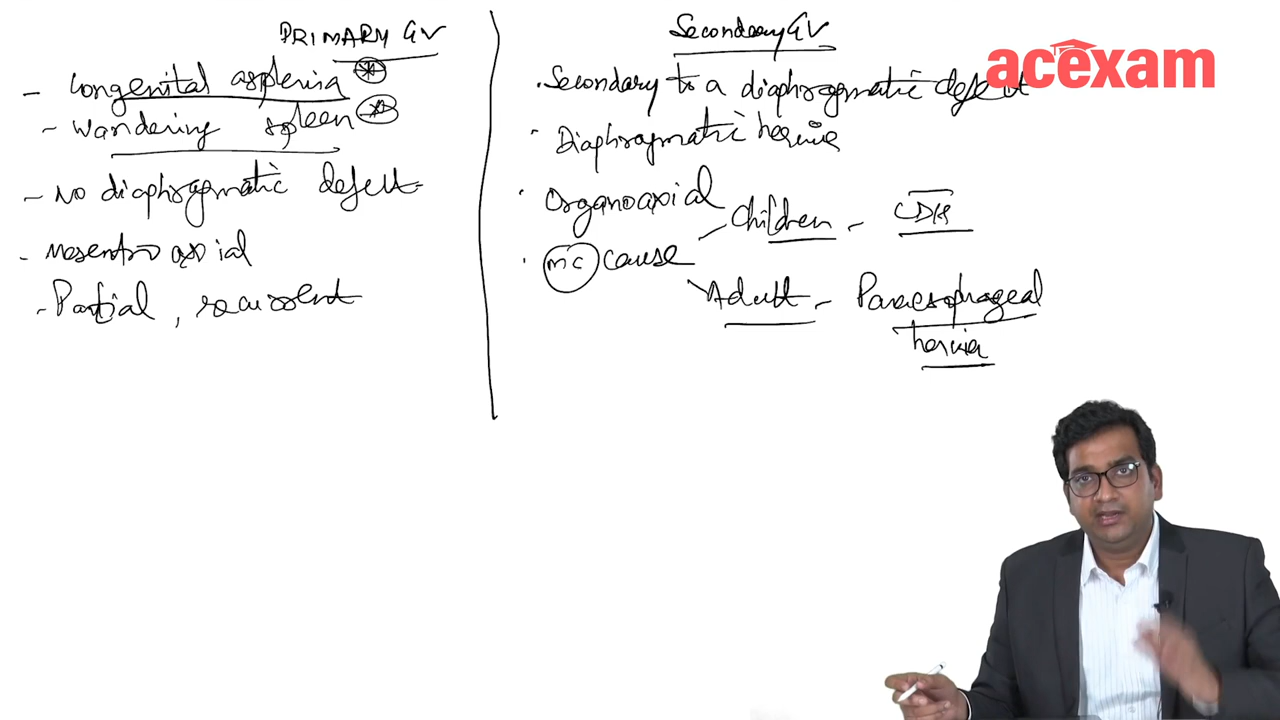 PRIMARY GV
- Congenital asplenia
- Wandering spleen
- No diaphragmatic defect
- mesentro axial
- Partial, recurrent
Secondary GV
. Secondary to a diaphragmatic defect
. Diaphragmatic hernia
. Organoaxial
. mc cause
Children - CDH
Adult - Paraesophageal
hernia
acexam